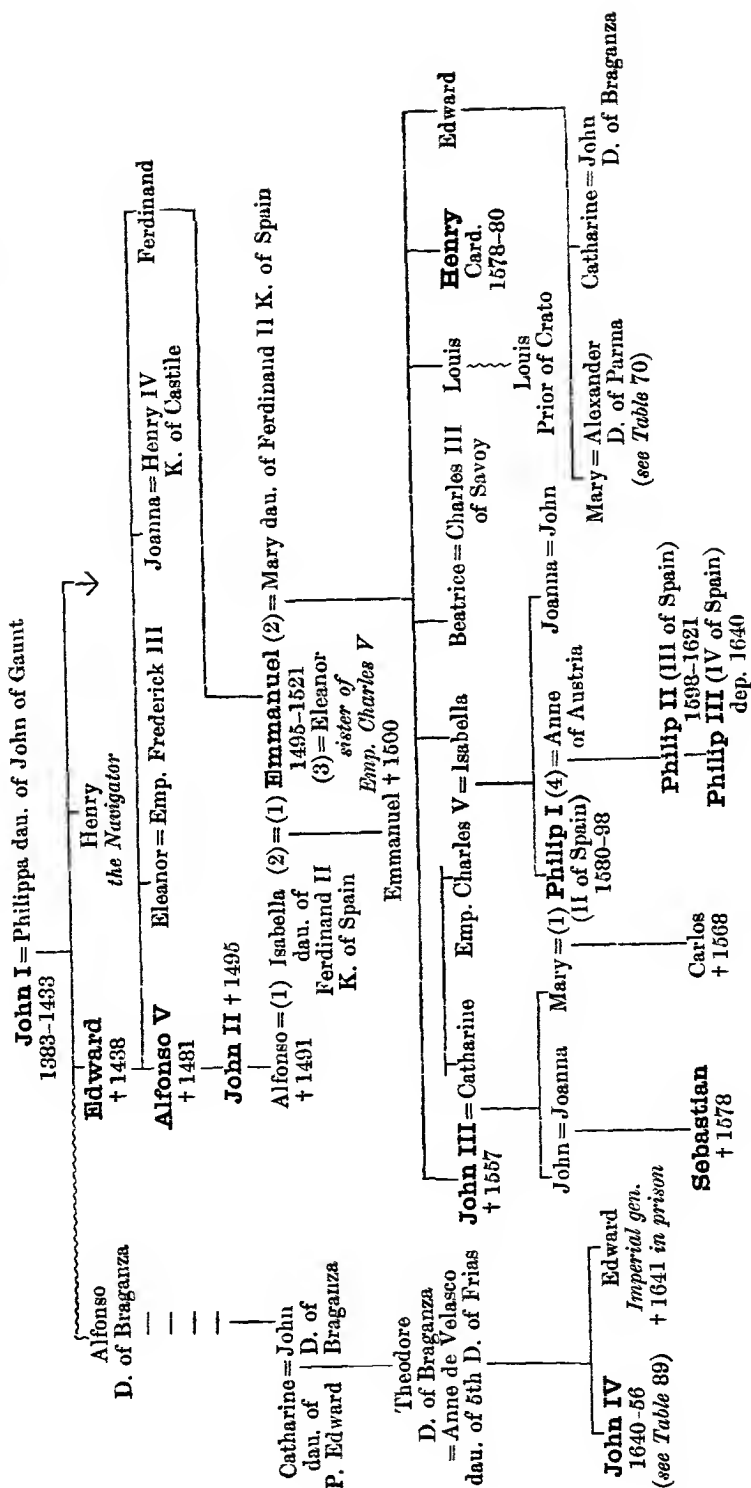 John I = Philippa dau. of John of Gaunt
1383–1433
Alfonso
D. of Braganza
Edward
† 1438
Henry
the Navigator
Alfonso V
† 1481
Eleanor = Emp. Frederick III
Joanna = Henry IV
K. of Castile
Ferdinand
John II † 1495
Alfonso = (1) Isabella (2) = (1) Emmanuel (2) = Mary dau. of Ferdinand II K. of Spain
† 1491
dau. of
Ferdinand II
K. of Spain
1495–1521
(3) = Eleanor
sister of
Emp. Charles V
Emmanuel † 1500
Catharine = John
dau. of
P. Edward
D. of
Braganza
John III = Catharine
† 1557
Emp. Charles V = Isabella
Beatrice = Charles III
of Savoy
Louis
Henry
Card.
1578–80
Edward
Louis
Prior of Crato
Theodore
D. of Braganza
= Anne de Velasco
dau. of 5th D. of Frias
John = Joanna
Mary = (1) Philip I (4) = Anne
(II of Spain)
1580–98
of Austria
Joanna = John
Mary = Alexander
D. of Parma
(see Table 70)
Catharine = John
D. of Braganza
John IV
1640–56
(see Table 89)
Edward
Imperial gen.
† 1641 in prison
Sebastian
† 1578
Carlos
† 1568
Philip II (III of Spain)
1598–1621
Philip III (IV of Spain)
dep. 1640